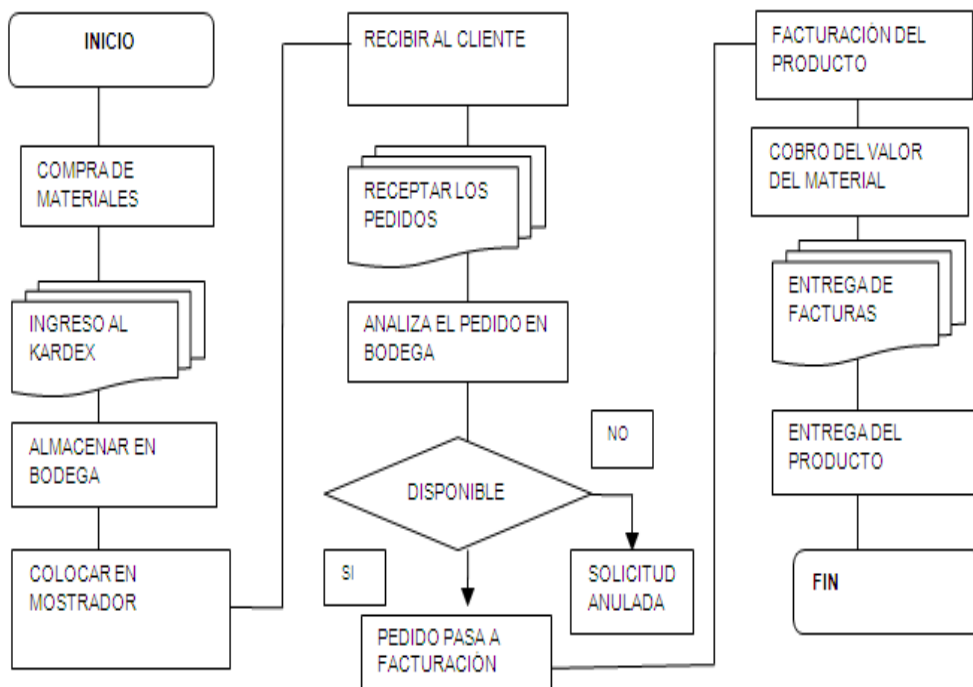 INICIO
COMPRA DE
MATERIALES
INGRESO AL
KARDEX
ALMACENAR EN
BODEGA
COLOCAR EN
MOSTRADOR
RECIBIR AL CLIENTE
RECEPTAR LOS
PEDIDOS
ANALIZA EL PEDIDO EN
BODEGA
DISPONIBLE
NO
SI
SOLICITUD
ANULADA
PEDIDO PASA A
FACTURACIÓN
FACTURACIÓN DEL
PRODUCTO
COBRO DEL VALOR
DEL MATERIAL
ENTREGA DE
FACTURAS
ENTREGA DEL
PRODUCTO
FIN